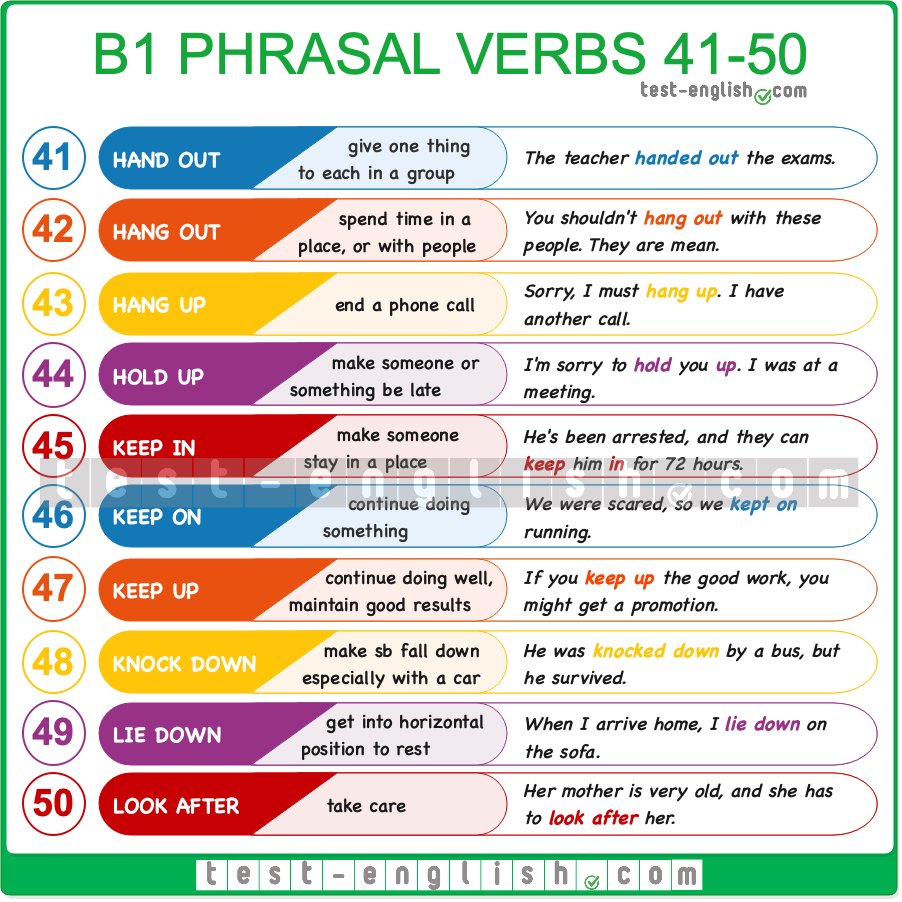 B1 PHRASAL VERBS 41-50
test-english.com
41
HAND OUT
give one thing
to each in a group
The teacher handed out the exams.
42
HANG OUT
spend time in a
place, or with people
You shouldn't hang out with these
people. They are mean.
43
HANG UP
end a phone call
Sorry, I must hang up. I have
another call.
44
HOLD UP
make someone or
something be late
I'm sorry to hold you up. I was at a
meeting.
45
KEEP IN
make someone
stay in a place
He's been arrested, and they can
keep him in for 72 hours.
test-english.com
46
KEEP ON
continue doing
something
We were scared, so we kept on
running.
47
KEEP UP
continue doing well,
maintain good results
If you keep up the good work, you
might get a promotion.
48
KNOCK DOWN
make sb fall down
especially with a car
He was knocked down by a bus, but
he survived.
49
LIE DOWN
get into horizontal
position to rest
When I arrive home, I lie down on
the sofa.
50
LOOK AFTER
take care
Her mother is very old, and she has
to look after her.
test-english.com